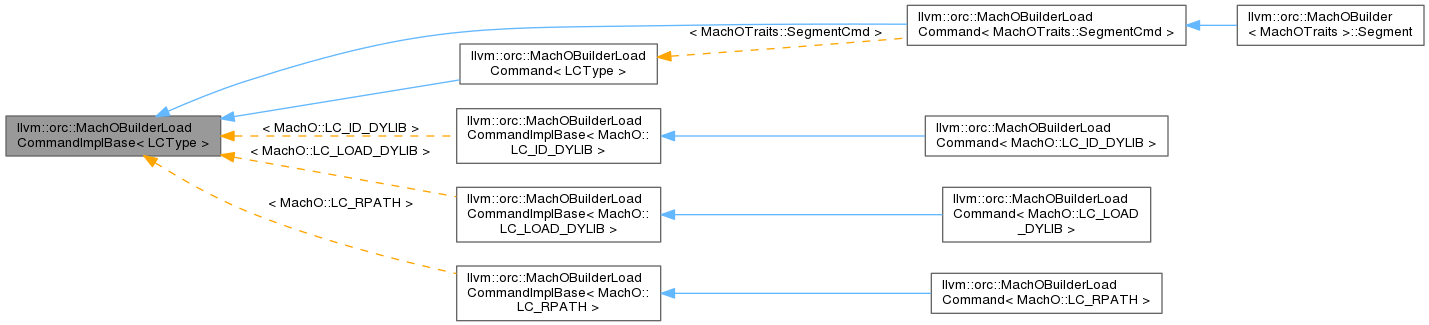 llvm::orc::MachOBuilderLoad
CommandImplBase< LCType >
llvm::orc::MachOBuilderLoad
Command< LCType >
< MachOTraits::SegmentCmd >
llvm::orc::MachOBuilderLoad
Command< MachOTraits::SegmentCmd >
llvm::orc::MachOBuilder
< MachOTraits >::Segment
< MachO::LC_ID_DYLIB >
llvm::orc::MachOBuilderLoad
CommandImplBase< MachO::
LC_ID_DYLIB >
llvm::orc::MachOBuilderLoad
Command< MachO::LC_ID_DYLIB >
< MachO::LC_LOAD_DYLIB >
llvm::orc::MachOBuilderLoad
CommandImplBase< MachO::
LC_LOAD_DYLIB >
llvm::orc::MachOBuilderLoad
Command< MachO::LC_LOAD
_DYLIB >
< MachO::LC_RPATH >
llvm::orc::MachOBuilderLoad
CommandImplBase< MachO::
LC_RPATH >
llvm::orc::MachOBuilderLoad
Command< MachO::LC_RPATH >